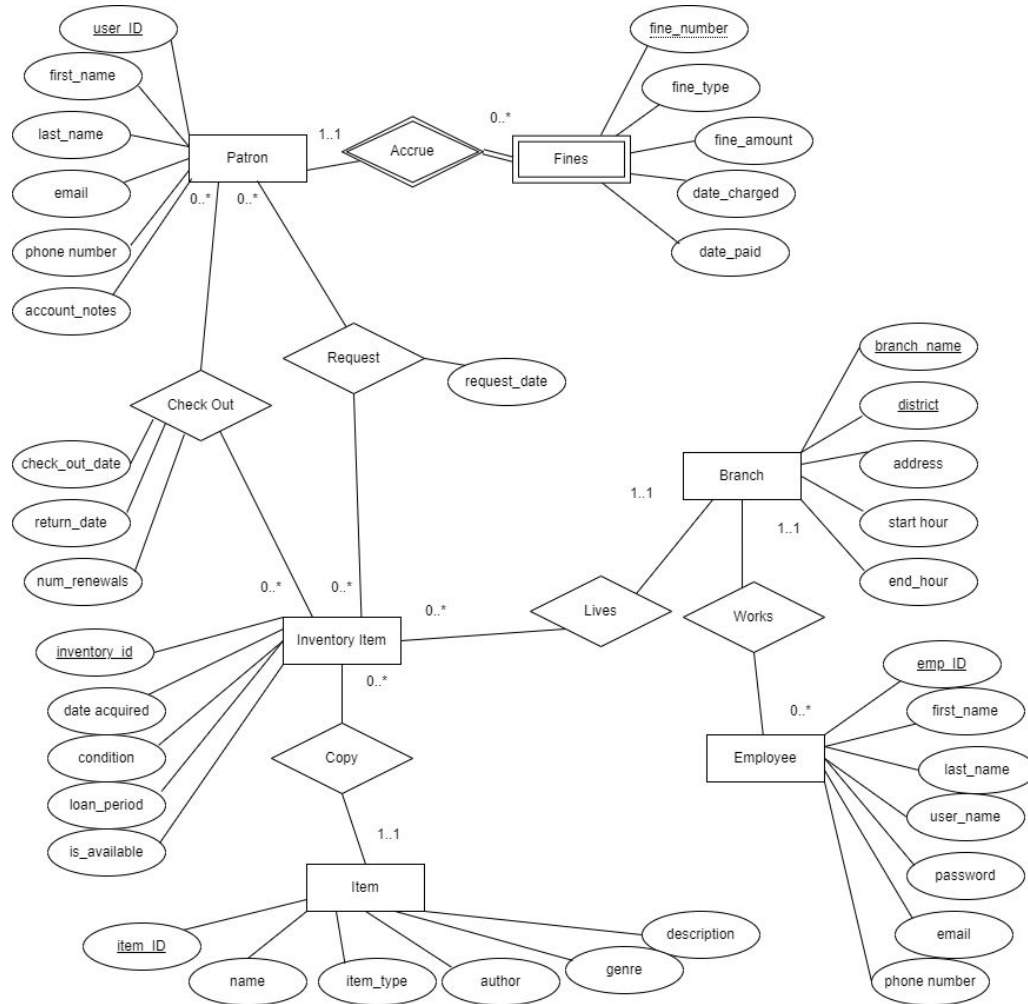 user_ID
fine_number
first_name
fine_type
last_name
1..1
Accrue
0..*
fine_amount
Patron
Fines
email
0..*
0..*
date_charged
phone number
date_paid
account_notes
branch_name
Request
request_date
Check Out
district
check_out_date
Branch
address
1..1
return_date
start hour
1..1
num_renewals
0..*
0..*
end_hour
0..*
Lives
Works
Inventory Item
inventory_id
emp_ID
0..*
date acquired
0..*
first_name
condition
Copy
Employee
last_name
loan_period
user_name
1..1
is_available
password
Item
description
email
item_ID
genre
name
item_type
author
phone number